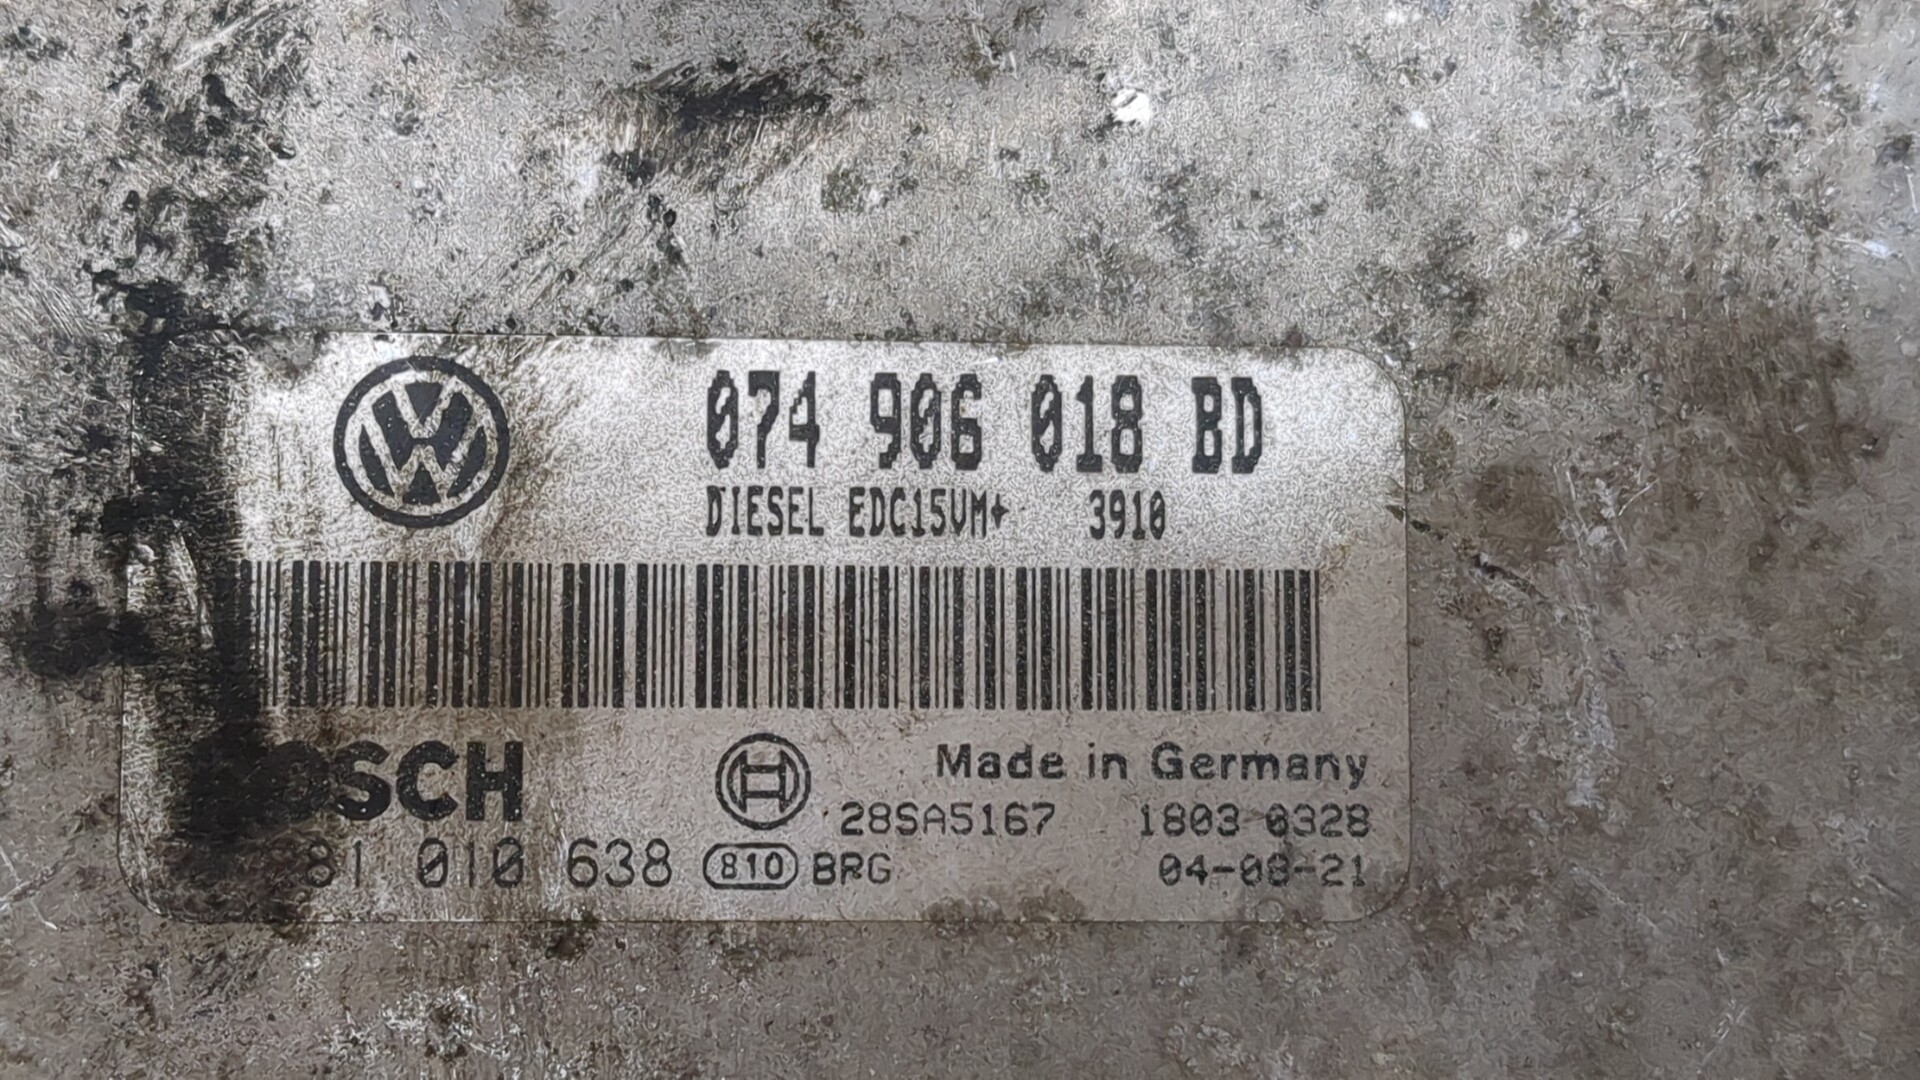 074 906 018 BD
DIESEL EDC15VM+ 3910
BOSCH
Made in Germany
28SA5167 1803 0328
81 010 638 810 BRG 04-08-21